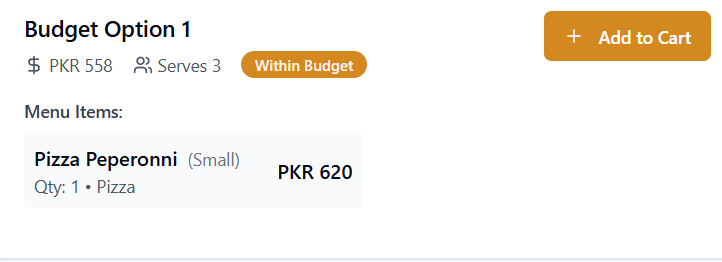 Budget Option 1
+ Add to Cart
$ PKR 558 Serves 3 Within Budget
Menu Items:
Pizza Peperonni (Small)
PKR 620
Qty: 1 • Pizza